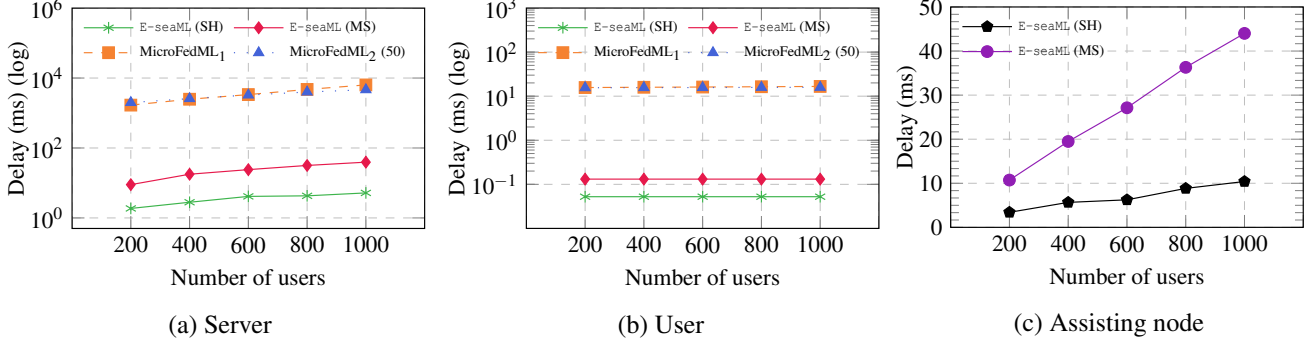 10^6
10^4
10^2
10^0
Delay (ms) (log)
E-seaML (SH)
E-seaML (MS)
MicroFedML_1
MicroFedML_2 (50)
200 400 600 800 1000
Number of users
(a) Server
10^3
10^2
10^1
10^0
10^−1
Delay (ms) (log)
E-seaML (SH)
E-seaML (MS)
MicroFedML_1
MicroFedML_2 (50)
200 400 600 800 1000
Number of users
(b) User
50
40
30
20
10
0
Delay (ms)
E-seaML (SH)
E-seaML (MS)
200 400 600 800 1000
Number of users
(c) Assisting node